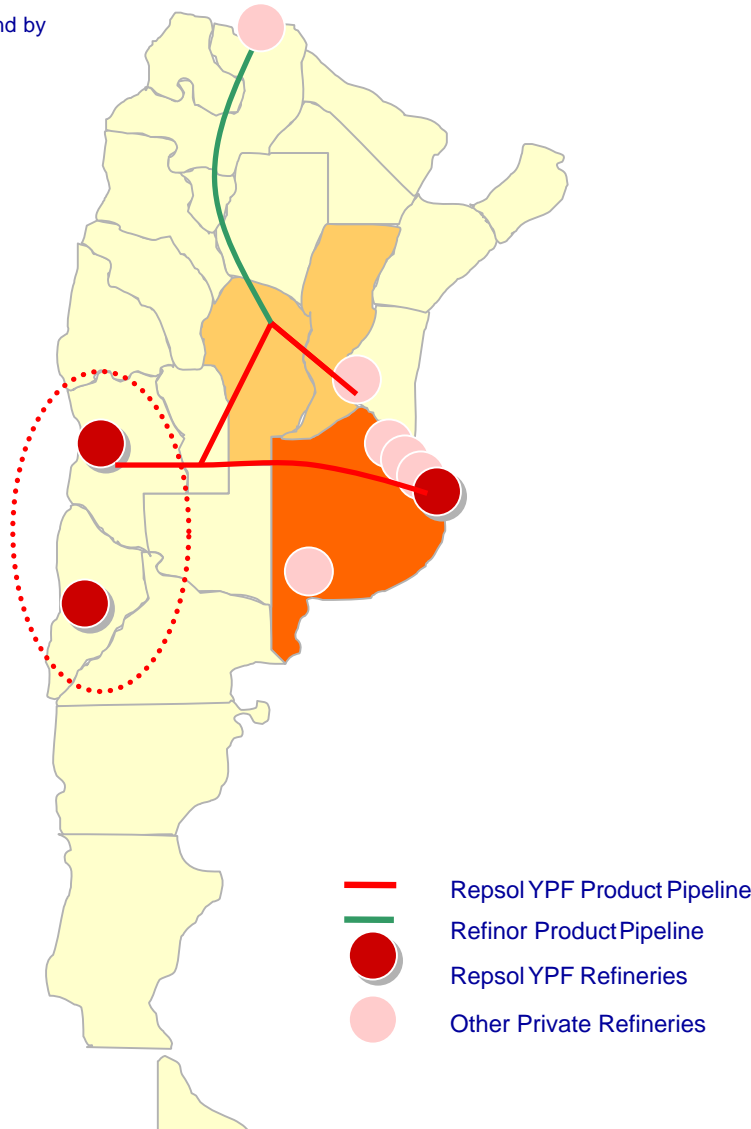 nd by
Repsol YPF Product Pipeline
Refinor Product Pipeline
Repsol YPF Refineries
Other Private Refineries